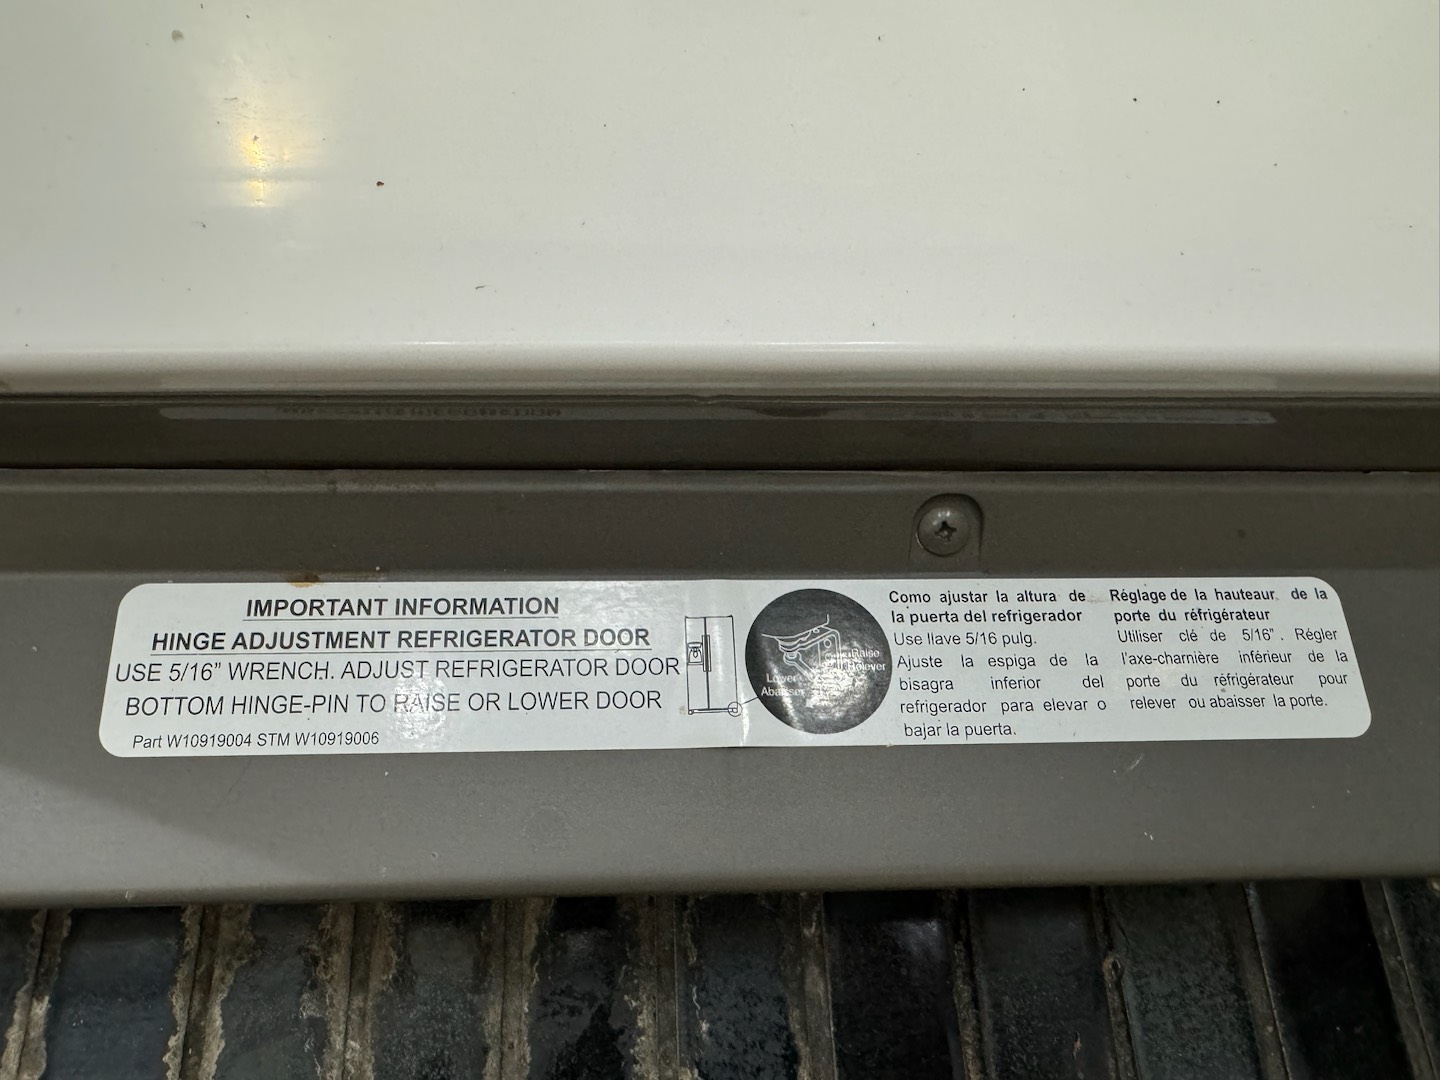 IMPORTANT INFORMATION
HINGE ADJUSTMENT REFRIGERATOR DOOR
USE 5/16" WRENCH. ADJUST REFRIGERATOR DOOR
BOTTOM HINGE-PIN TO RAISE OR LOWER DOOR
Part W10919004 STM W10919006
Raise
Relever
Lower
Abaisser
Como ajustar la altura de
la puerta del refrigerador
Use llave 5/16 pulg.
Ajuste la espiga de la
bisagra inferior del
refrigerador para elevar o
bajar la puerta.
Réglage de la hauteaur de la
porte du réfrigérateur
Utiliser clé de 5/16". Régler
l'axe-charnière inférieur de la
porte du réfrigérateur pour
relever ou abaisser la porte.